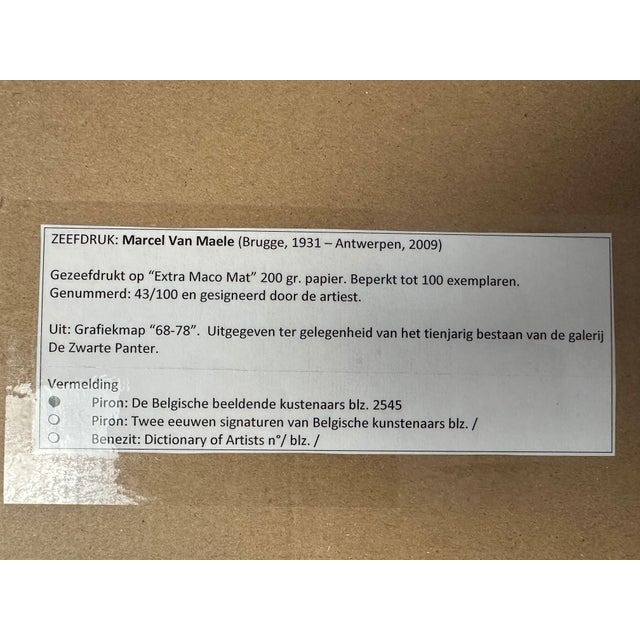 ZEEFDRUK: Marcel Van Maele (Brugge, 1931 – Antwerpen, 2009)
Gezeefdrukt op “Extra Maco Mat” 200 gr. papier. Beperkt tot 100 exemplaren.
Genummerd: 43/100 en gesigneerd door de artiest.
Uit: Grafiekmap “68-78”. Uitgegeven ter gelegenheid van het tienjarig bestaan van de galerij
De Zwarte Panter.
Vermelding
Piron: De Belgische beeldende kustenaars blz. 2545
Piron: Twee eeuwen signaturen van Belgische kunstenaars blz. /
Benezit: Dictionary of Artists n°/ blz. /